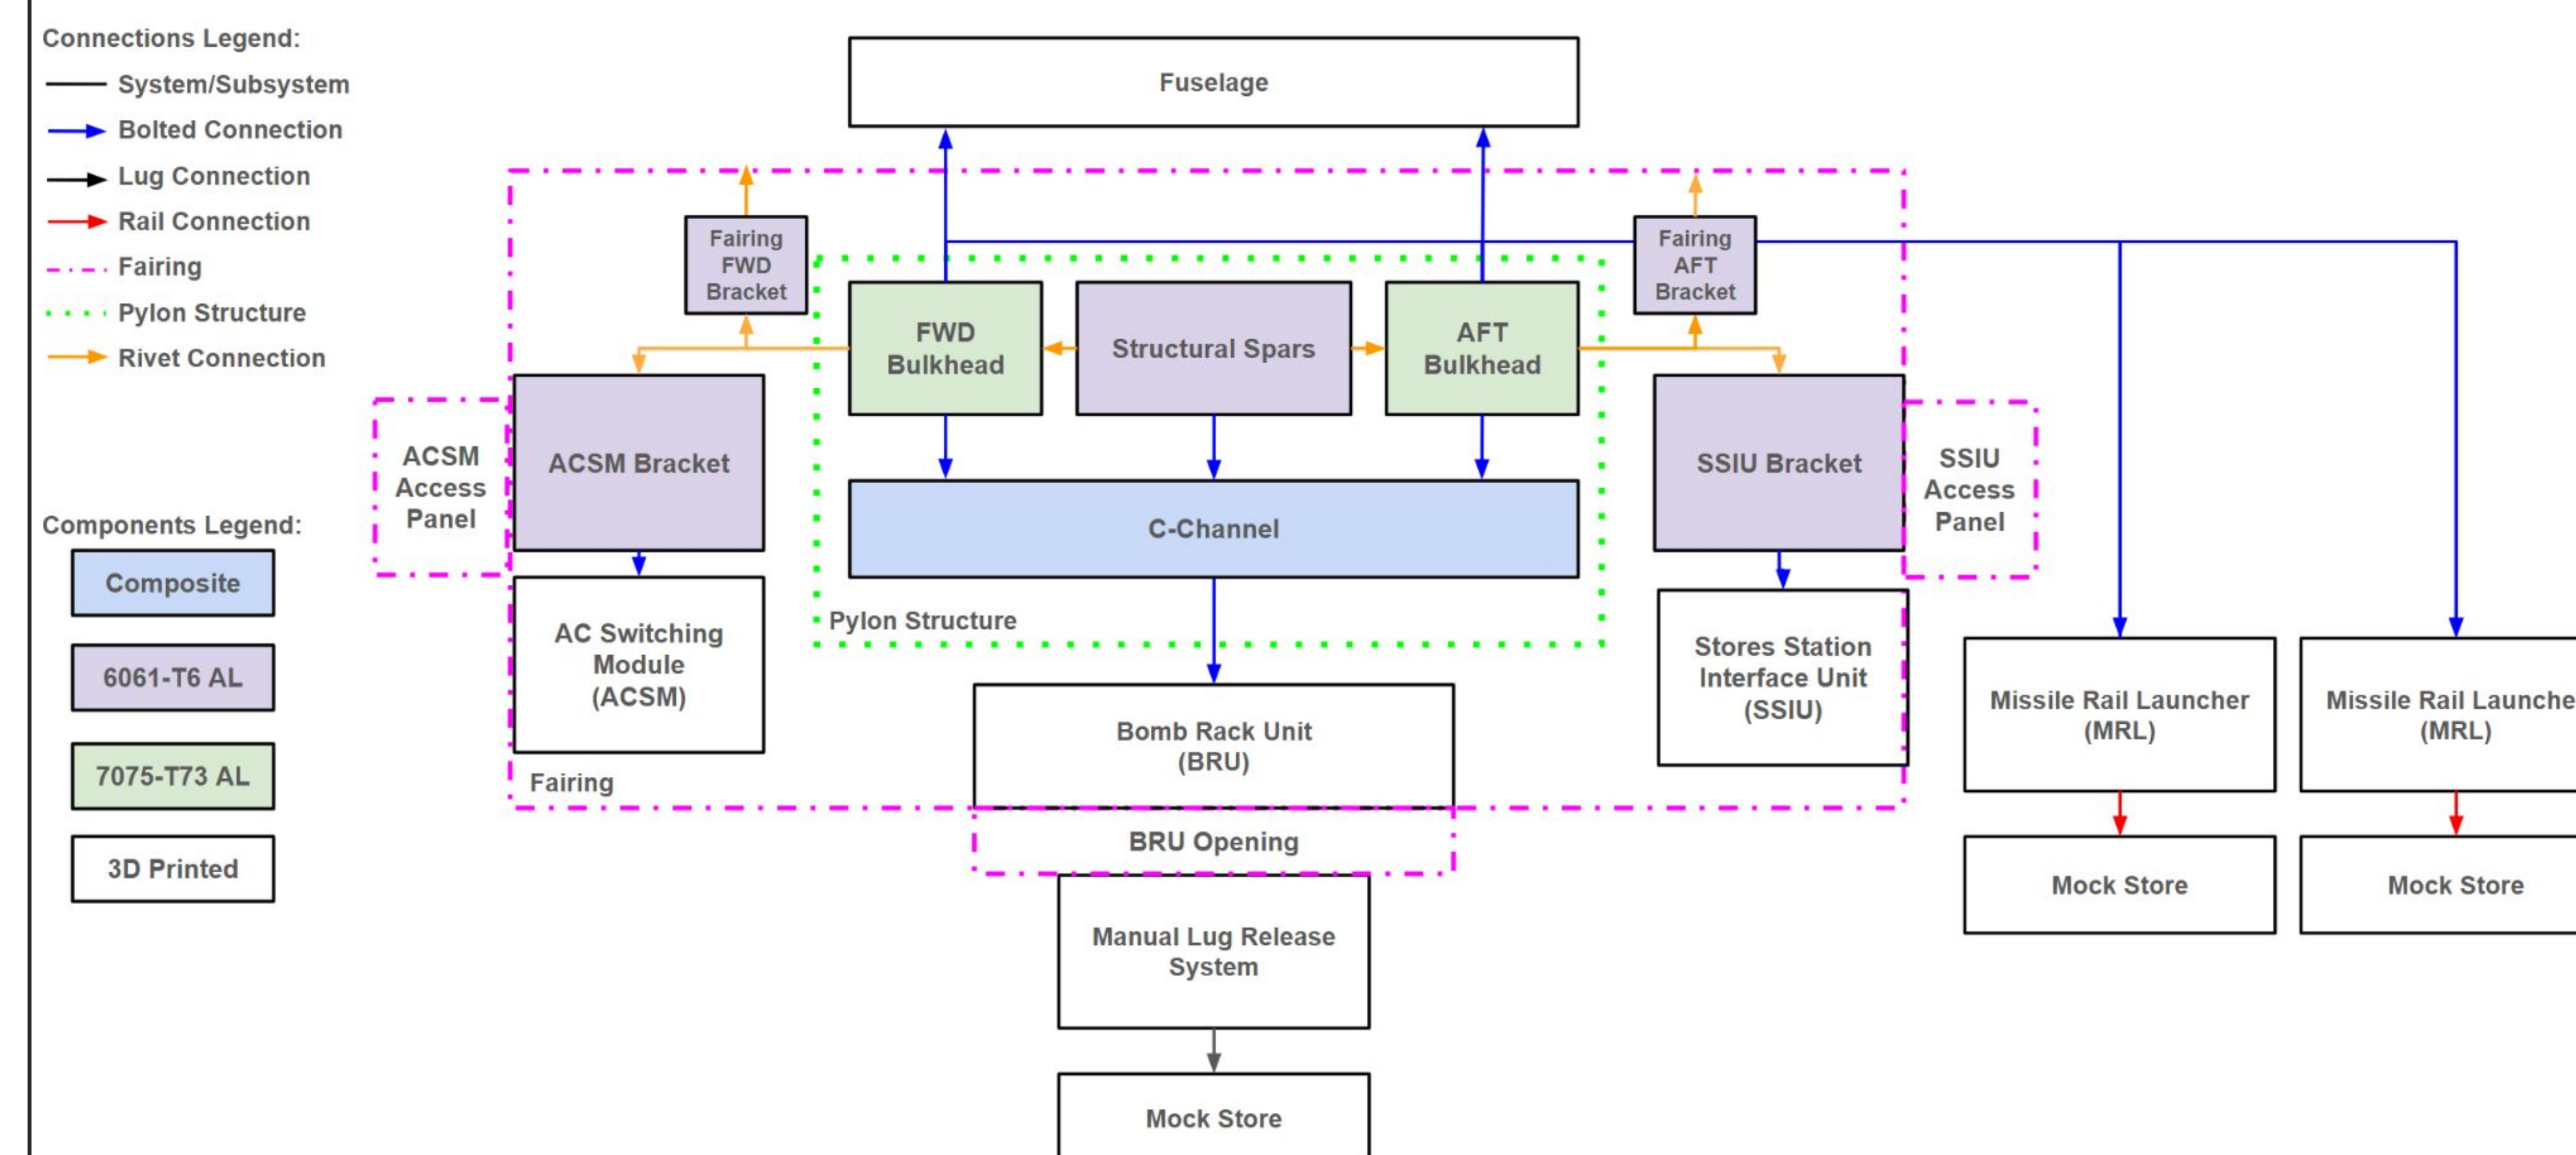 Connections Legend:
System/Subsystem
Bolted Connection
Lug Connection
Rail Connection
Fairing
Pylon Structure
Rivet Connection
Components Legend:
Composite
6061-T6 AL
7075-T73 AL
3D Printed
Fuselage
Fairing
FWD
Bracket
Fairing
AFT
Bracket
FWD
Bulkhead
Structural Spars
AFT
Bulkhead
ACSM
Access
Panel
ACSM Bracket
C-Channel
SSIU Bracket
SSIU
Access
Panel
Pylon Structure
AC Switching
Module
(ACSM)
Stores Station
Interface Unit
(SSIU)
Fairing
Bomb Rack Unit
(BRU)
Missile Rail Launcher
(MRL)
Missile Rail Launche
(MRL)
BRU Opening
Mock Store
Mock Store
Manual Lug Release
System
Mock Store